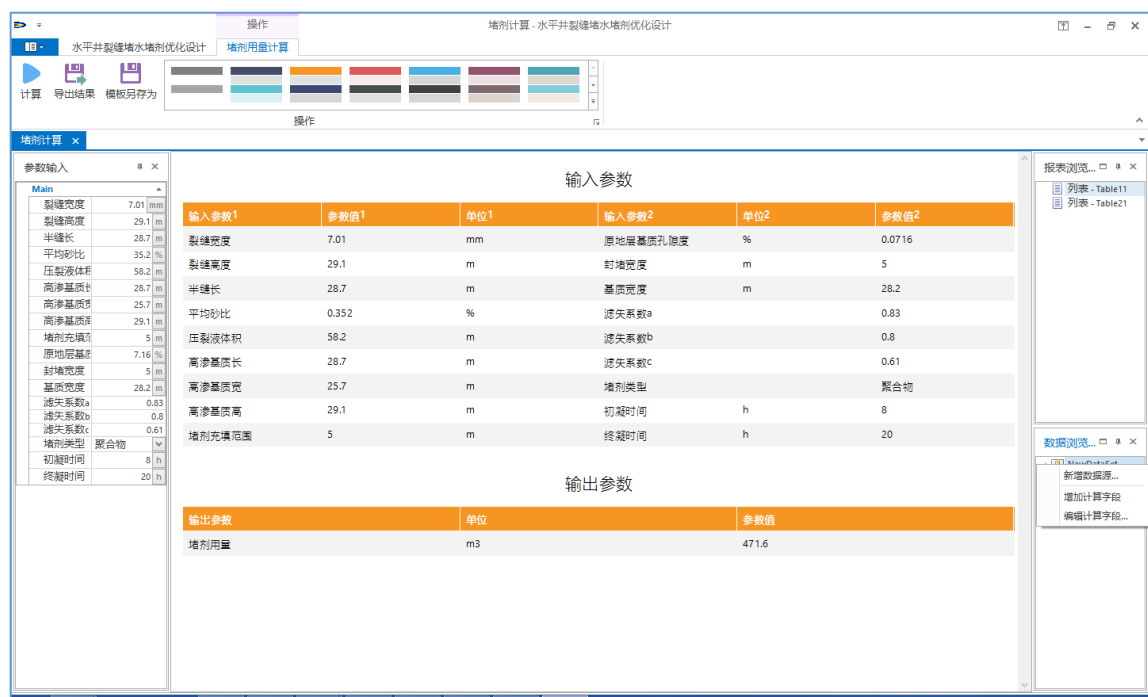 操作
堵剂计算 - 水平井裂缝堵水堵剂优化设计
水平井裂缝堵水堵剂优化设计 堵剂用量计算
计算 导出结果 模板另存为
操作
堵剂计算
参数输入
Main
裂缝宽度 7.01 mm
裂缝高度 29.1 m
半缝长 28.7 m
平均砂比 35.2 %
压裂液体积 58.2 m
高渗基质长 28.7 m
高渗基质宽 25.7 m
高渗基质高 29.1 m
堵剂充填范 5 m
原地层基质 7.16 %
封堵宽度 5 m
基质宽度 28.2 m
滤失系数a 0.83
滤失系数b 0.8
滤失系数c 0.61
堵剂类型 聚合物
初凝时间 8 h
终凝时间 20 h
输入参数
输入参数1 参数值1 单位1 输入参数2 单位2 参数值2
裂缝宽度 7.01 mm 原地层基质孔隙度 % 0.0716
裂缝高度 29.1 m 封堵宽度 m 5
半缝长 28.7 m 基质宽度 m 28.2
平均砂比 0.352 % 滤失系数a 0.83
压裂液体积 58.2 m 滤失系数b 0.8
高渗基质长 28.7 m 滤失系数c 0.61
高渗基质宽 25.7 m 堵剂类型 聚合物
高渗基质高 29.1 m 初凝时间 h 8
堵剂充填范围 5 m 终凝时间 h 20
输出参数
输出参数 单位 参数值
堵剂用量 m3 471.6
报表浏览...
列表 - Table11
列表 - Table21
数据浏览...
NewDataSet
新增数据源...
增加计算字段
编辑计算字段...